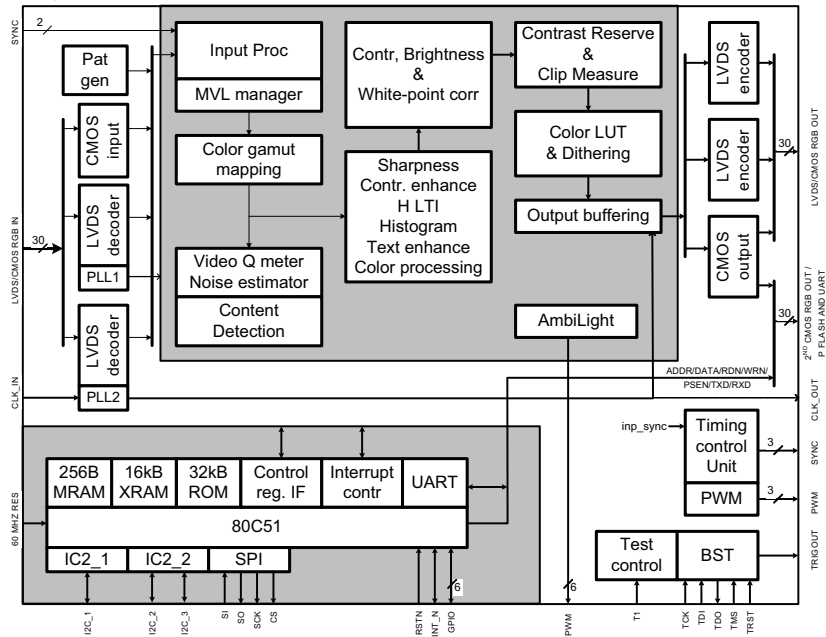 SYNC
2
Pat
gen
CMOS
input
LVDS
decoder
PLL1
LVDS
decoder
PLL2
LVDS/CMOS RGB IN
30
CLK_IN
Input Proc
MVL manager
Color gamut
mapping
Video Q meter
Noise estimator
Content
Detection
Contr, Brightness
&
White-point corr
Sharpness
Contr. enhance
H LTI
Histogram
Text enhance
Color processing
Contrast Reserve
&
Clip Measure
Color LUT
& Dithering
Output buffering
AmbiLight
LVDS
encoder
LVDS
encoder
CMOS
output
30
LVDS/CMOS RGB OUT
30
2ND CMOS RGB OUT /
P FLASH AND UART
ADDR/DATA/RDN/WRN/
PSEN/TXD/RXD
CLK_OUT
inp_sync
Timing
control
Unit
PWM
3
SYNC
3
PWM
60 MHZ RES
256B
MRAM
16kB
XRAM
32kB
ROM
Control
reg. IF
Interrupt
contr
UART
80C51
IC2_1
IC2_2
SPI
Test
control
BST
TRIGOUT
6
6
I2C_1
I2C_2
I2C_3
SI
SO
SCK
CS
RSTN
INT_N
GPIO
PWM
T1
TCK
TDI
TDO
TMS
TRST